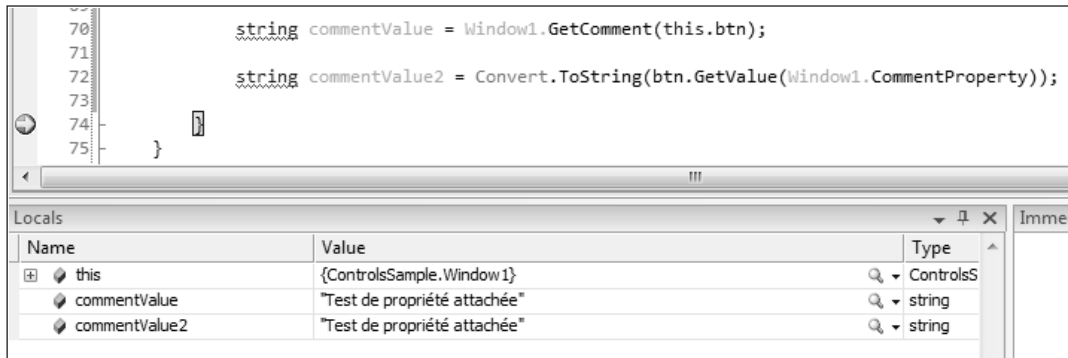 70 string commentValue = Window1.GetComment(this.btn);
71
72 string commentValue2 = Convert.ToString(btn.GetValue(Window1.CommentProperty));
73
74 }
75 }
Locals Imme
Name Value Type
this {ControlsSample.Window1} ControlsS
commentValue "Test de propriété attachée" string
commentValue2 "Test de propriété attachée" string